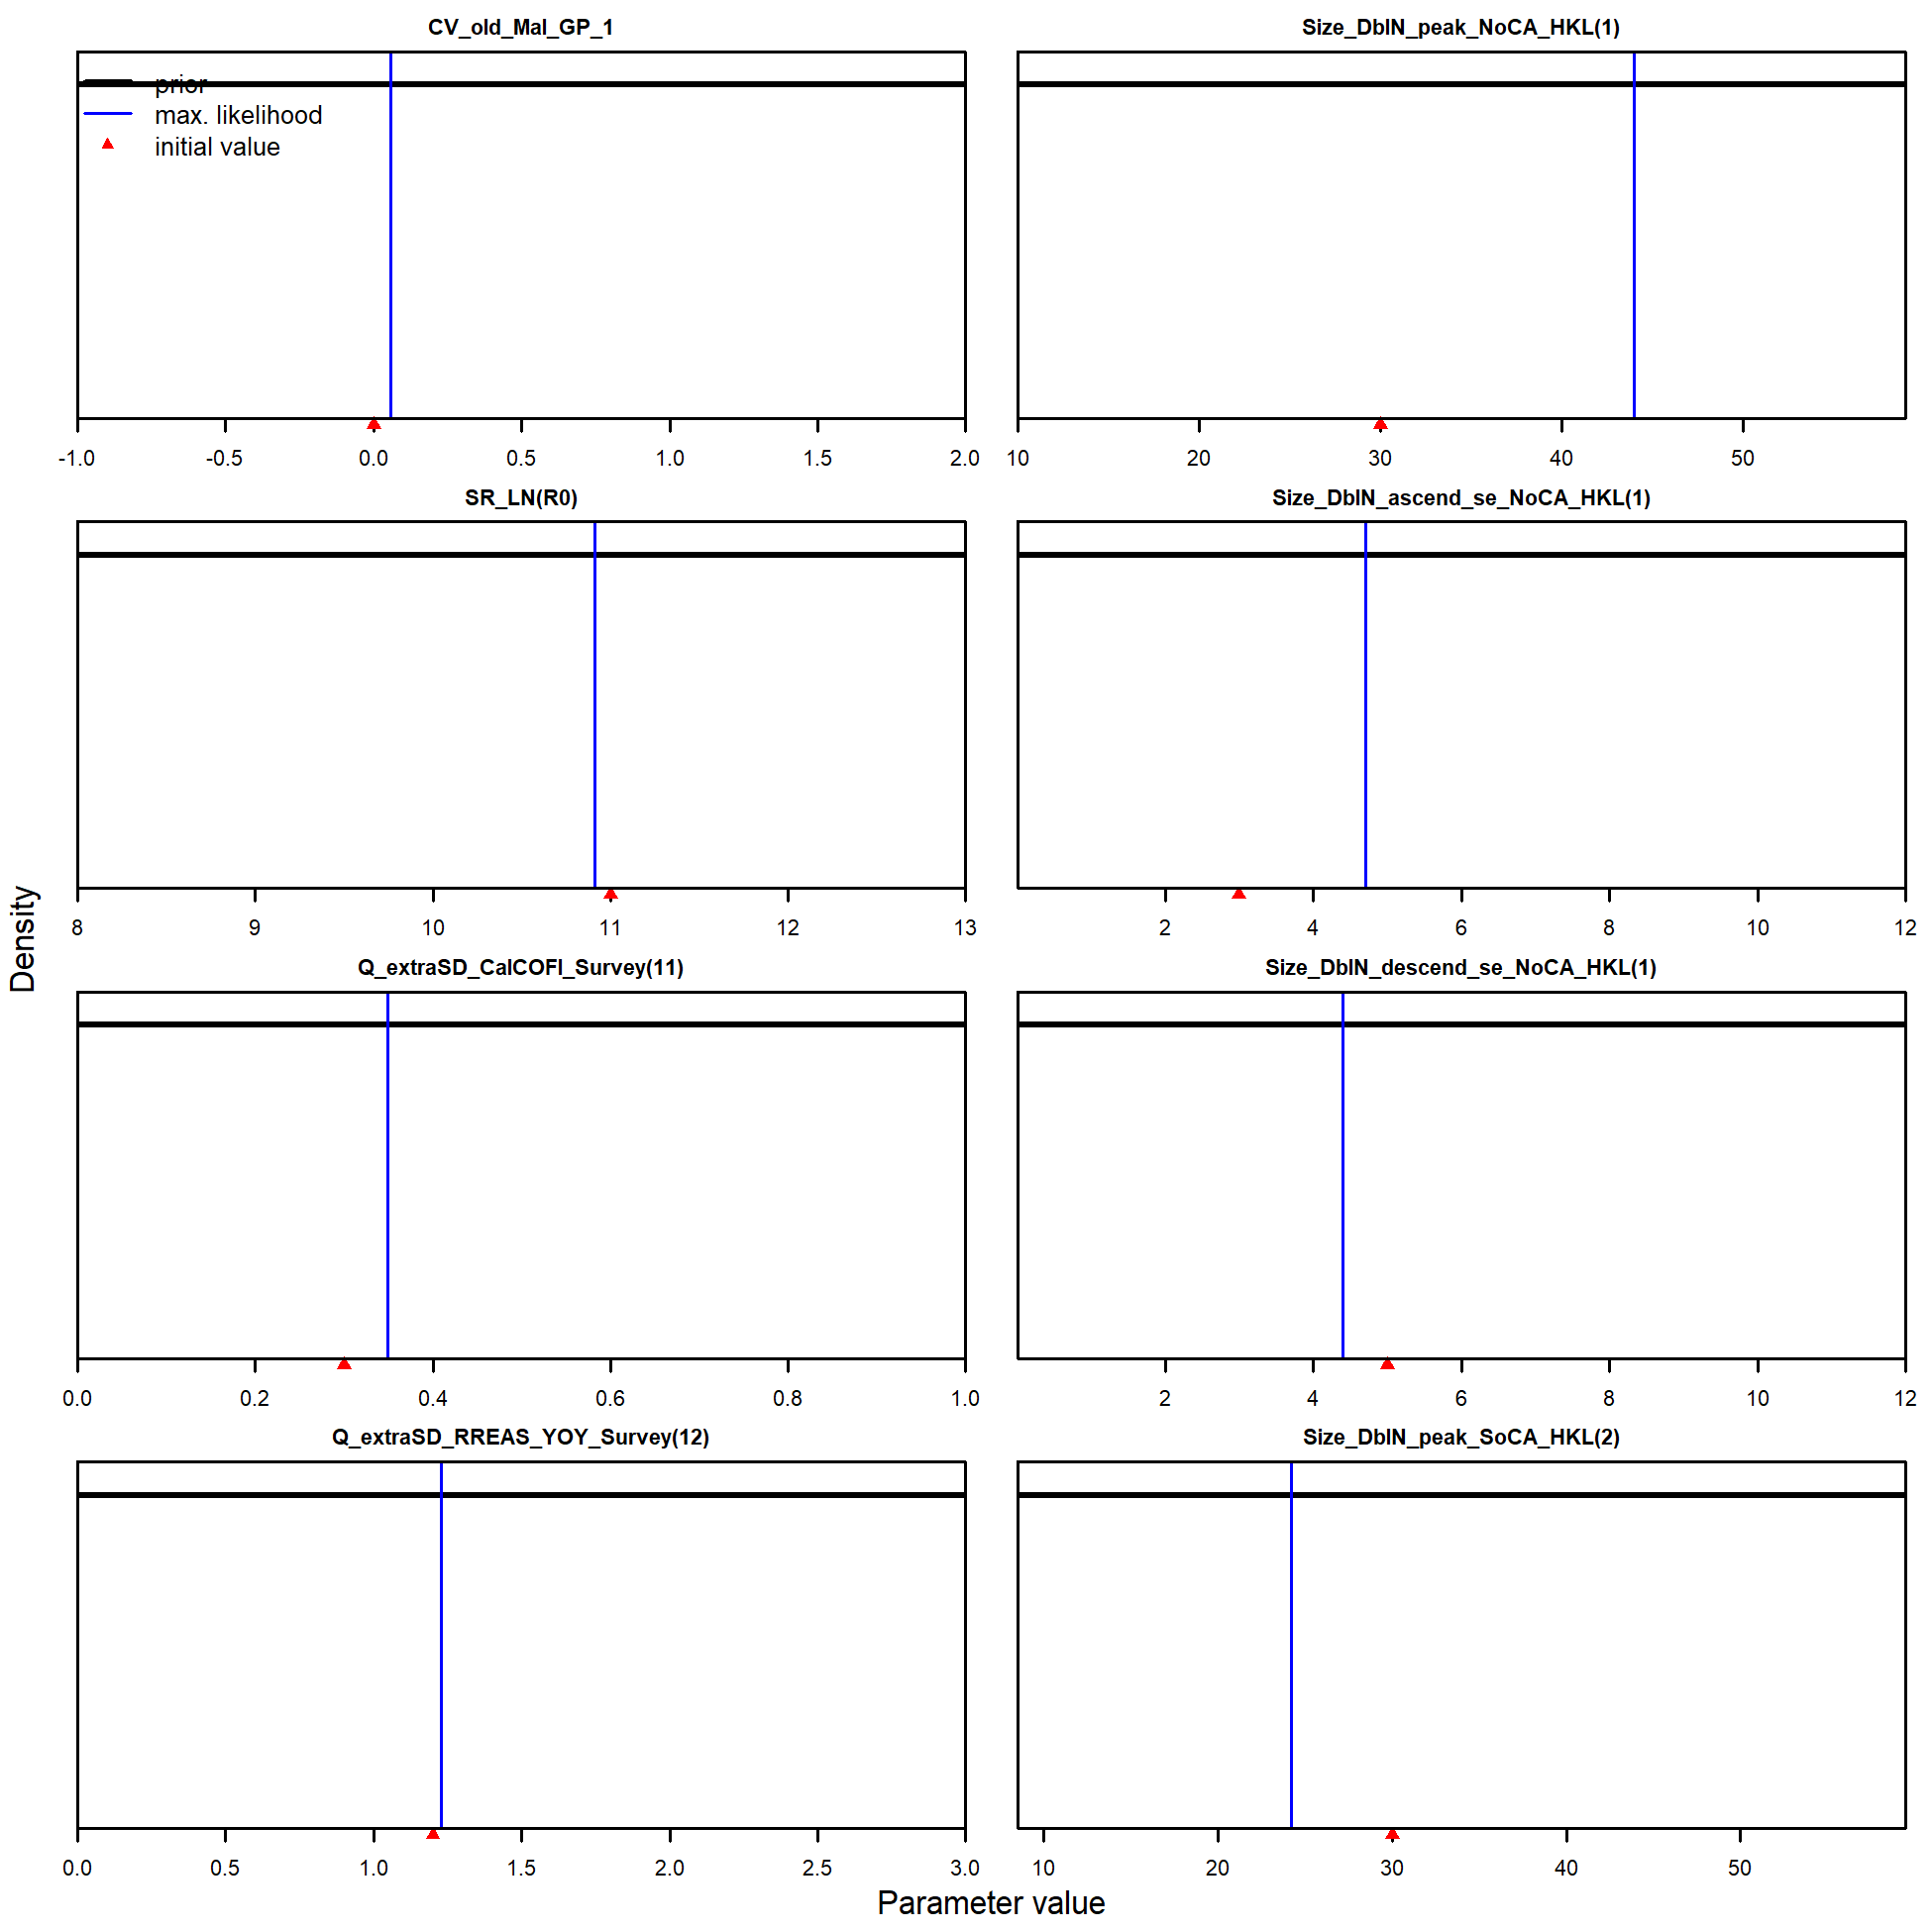 CV_old_Mal_GP_1
prior
max. likelihood
initial value
-1.0 -0.5 0.0 0.5 1.0 1.5 2.0
Size_DblN_peak_NoCA_HKL(1)
10 20 30 40 50
SR_LN(R0)
8 9 10 11 12 13
Size_DblN_ascend_se_NoCA_HKL(1)
2 4 6 8 10 12
Q_extraSD_CalCOFI_Survey(11)
0.0 0.2 0.4 0.6 0.8 1.0
Size_DblN_descend_se_NoCA_HKL(1)
2 4 6 8 10 12
Q_extraSD_RREAS_YOY_Survey(12)
0.0 0.5 1.0 1.5 2.0 2.5 3.0
Size_DblN_peak_SoCA_HKL(2)
10 20 30 40 50
Density
Parameter value